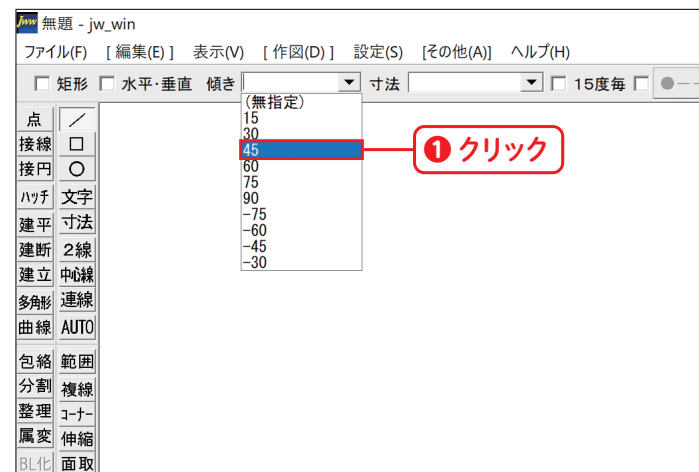 Jww 無題 - jw_win
ファイル(F) [ 編集(E) ] 表示(V) [ 作図(D) ] 設定(S) [その他(A)] ヘルプ(H)
矩形 水平・垂直 傾き 寸法 15度毎
(無指定)
15
30
45
60
75
90
-75
-60
-45
-30
❶ クリック
点 ／
接線 □
接円 ○
ハッチ 文字
建平 寸法
建断 2線
建立 中心線
多角形 連線
曲線 AUTO
包絡 範囲
分割 複線
整理 コーナー
属変 伸縮
BL化 面取